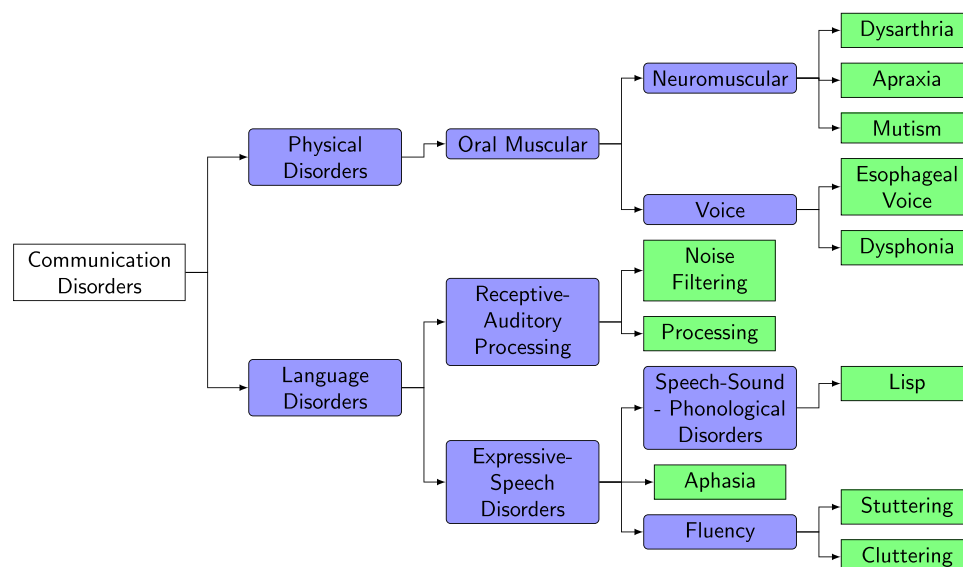 Communication
Disorders
Physical
Disorders
Oral Muscular
Neuromuscular
Dysarthria
Apraxia
Mutism
Voice
Esophageal
Voice
Dysphonia
Language
Disorders
Receptive-
Auditory
Processing
Noise
Filtering
Processing
Expressive-
Speech
Disorders
Speech-Sound
- Phonological
Disorders
Lisp
Aphasia
Fluency
Stuttering
Cluttering